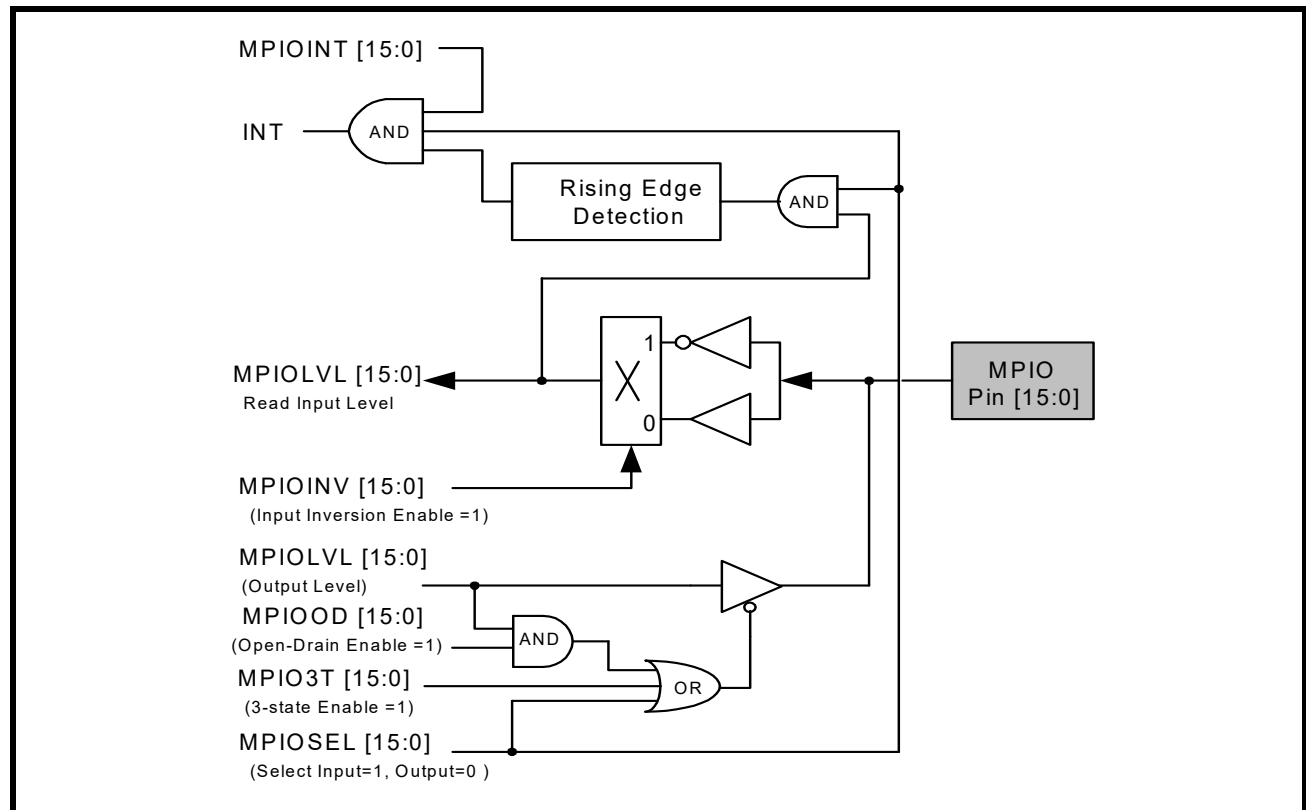 MPIOINT [15:0]
INT
AND
Rising Edge
Detection
AND
1
MPIOLVL [15:0]
Read Input Level
X
MPIO
Pin [15:0]
0
MPIOINV [15:0]
(Input Inversion Enable =1)
MPIOLVL [15:0]
(Output Level)
MPIOOD [15:0]
(Open-Drain Enable =1)
AND
MPIO3T [15:0]
(3-state Enable =1)
OR
MPIOSEL [15:0]
(Select Input=1, Output=0 )